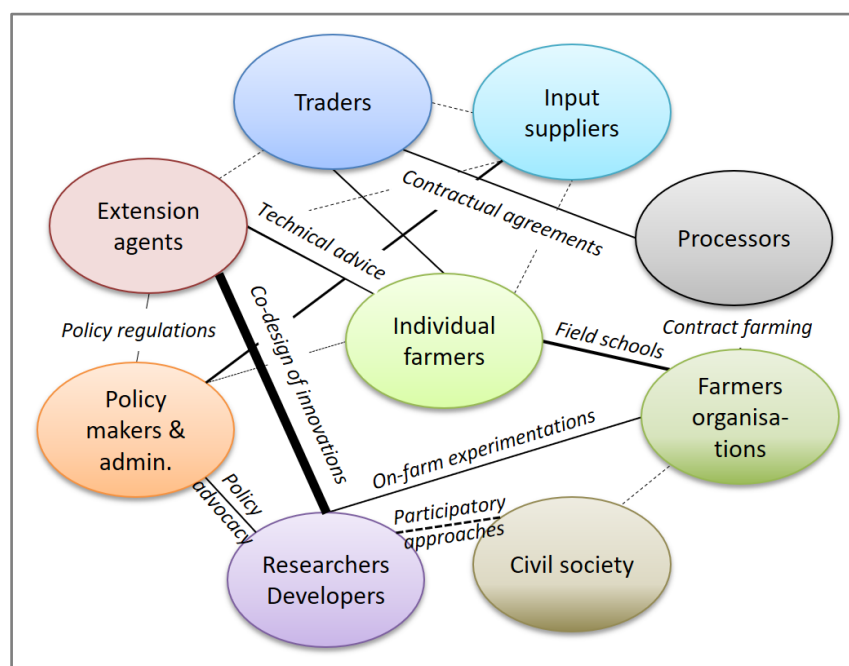 Traders
Input
suppliers
Extension
agents
Technical advice
Contractual agreements
Processors
Policy regulations
Co-design of innovations
Individual
farmers
Field schools
Contract farming
Policy
makers &
admin.
Farmers
organisa-
tions
On-farm experimentations
Policy
advocacy
Participatory
approaches
Researchers
Developers
Civil society